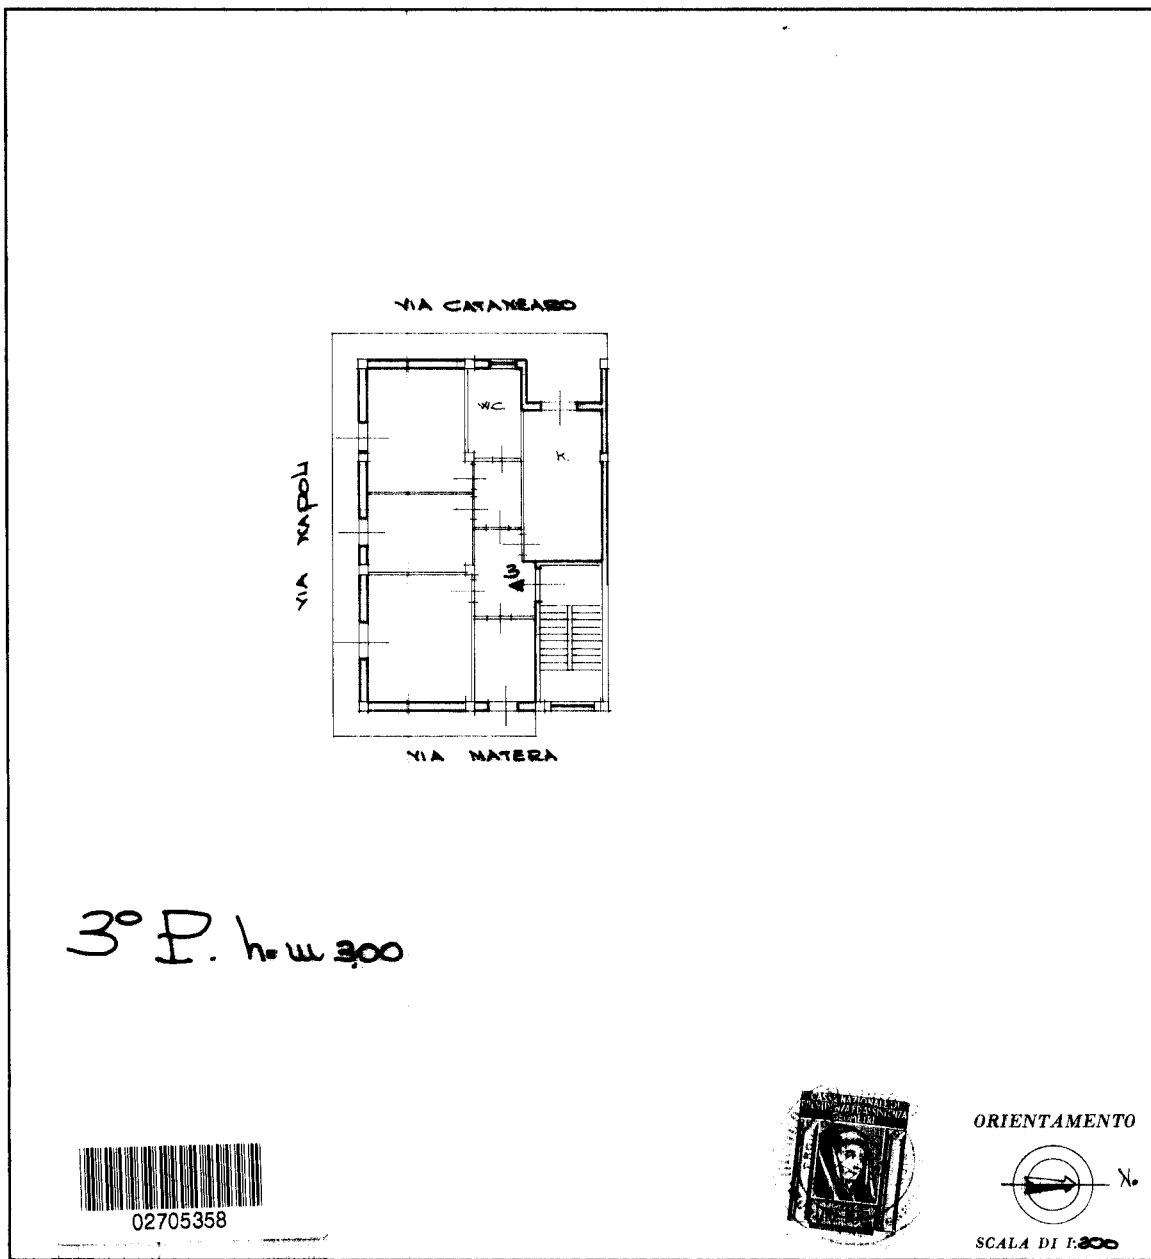 VIA CATANZARO
VIA NAPOLI
WC.
K.
3
VIA MATERA
3° P. h=m 3,00
02705358
ORIENTAMENTO
N.
SCALA DI 1:200